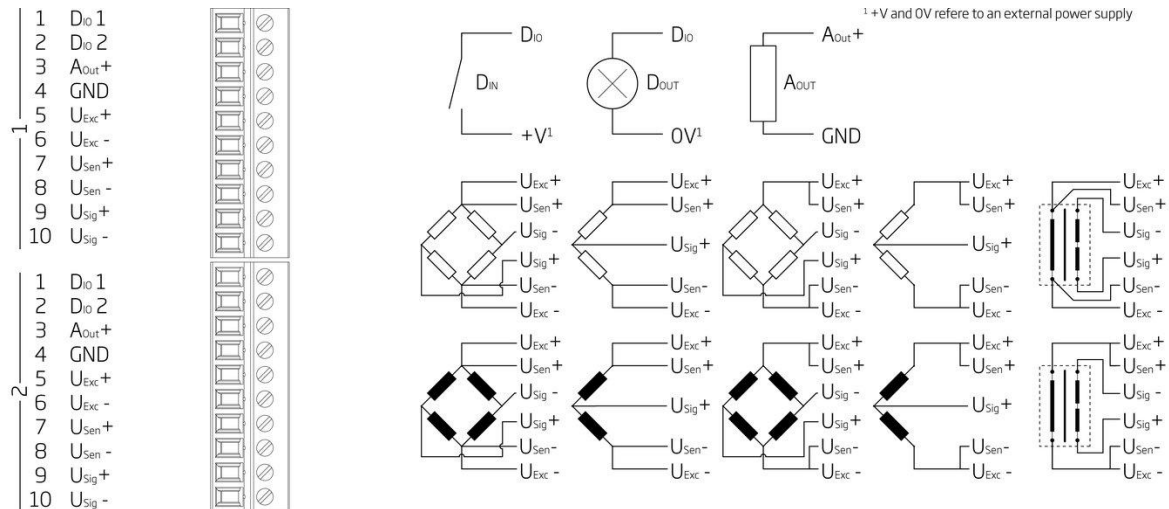 1 DIO 1
2 DIO 2
3 AOut+
4 GND
5 UExc+
6 UExc -
7 USen+
8 USen -
9 USig+
10 USig -
1
1 DIO 1
2 DIO 2
3 AOut+
4 GND
5 UExc+
6 UExc -
7 USen+
8 USen -
9 USig+
10 USig -
2
¹ +V and 0V refere to an external power supply
DIO
DIN
+V¹
DIO
DOUT
0V¹
AOut+
AOUT
GND
UExc+
USen+
USig -
USig+
USen-
UExc -
UExc+
USen+
USig+
USen-
UExc -
UExc+
USen+
USig -
USig+
USen-
UExc -
UExc+
USen+
USig+
USen-
UExc -
UExc+
USen+
USig -
USig+
USen-
UExc -
UExc+
USen+
USig -
USig+
USen-
UExc -
UExc+
USen+
USig+
USen-
UExc -
UExc+
USen+
USig -
USig+
USen-
UExc -
UExc+
USen+
USig+
USen-
UExc -
UExc+
USen+
USig -
USig+
USen-
UExc -